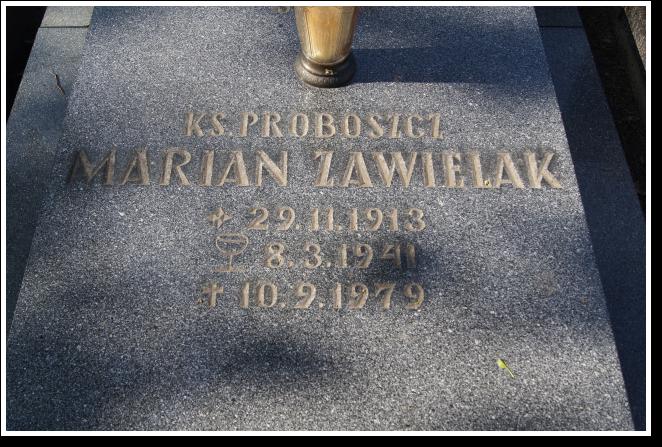 KS. PROBOSZCZ
MARIAN ZAWIELAK
29.11.1913
8.3.1941
10.9.1979